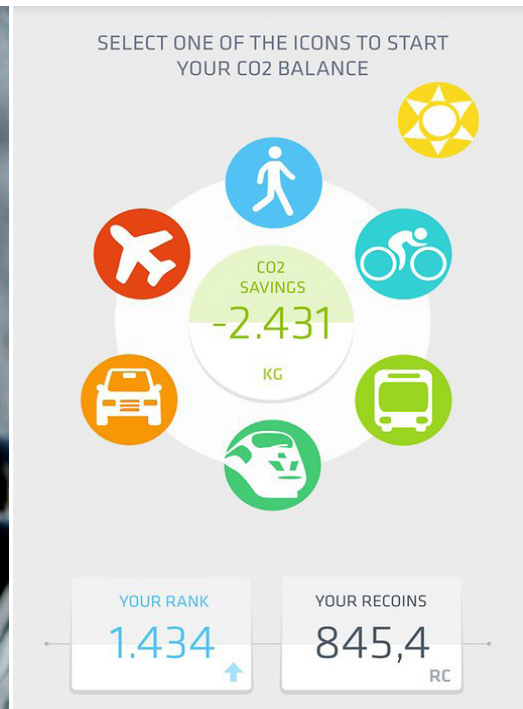 SELECT ONE OF THE ICONS TO START
YOUR CO2 BALANCE
CO2
SAVINGS
-2.431
KG
YOUR RANK
1.434
YOUR RECOINS
845,4
RC